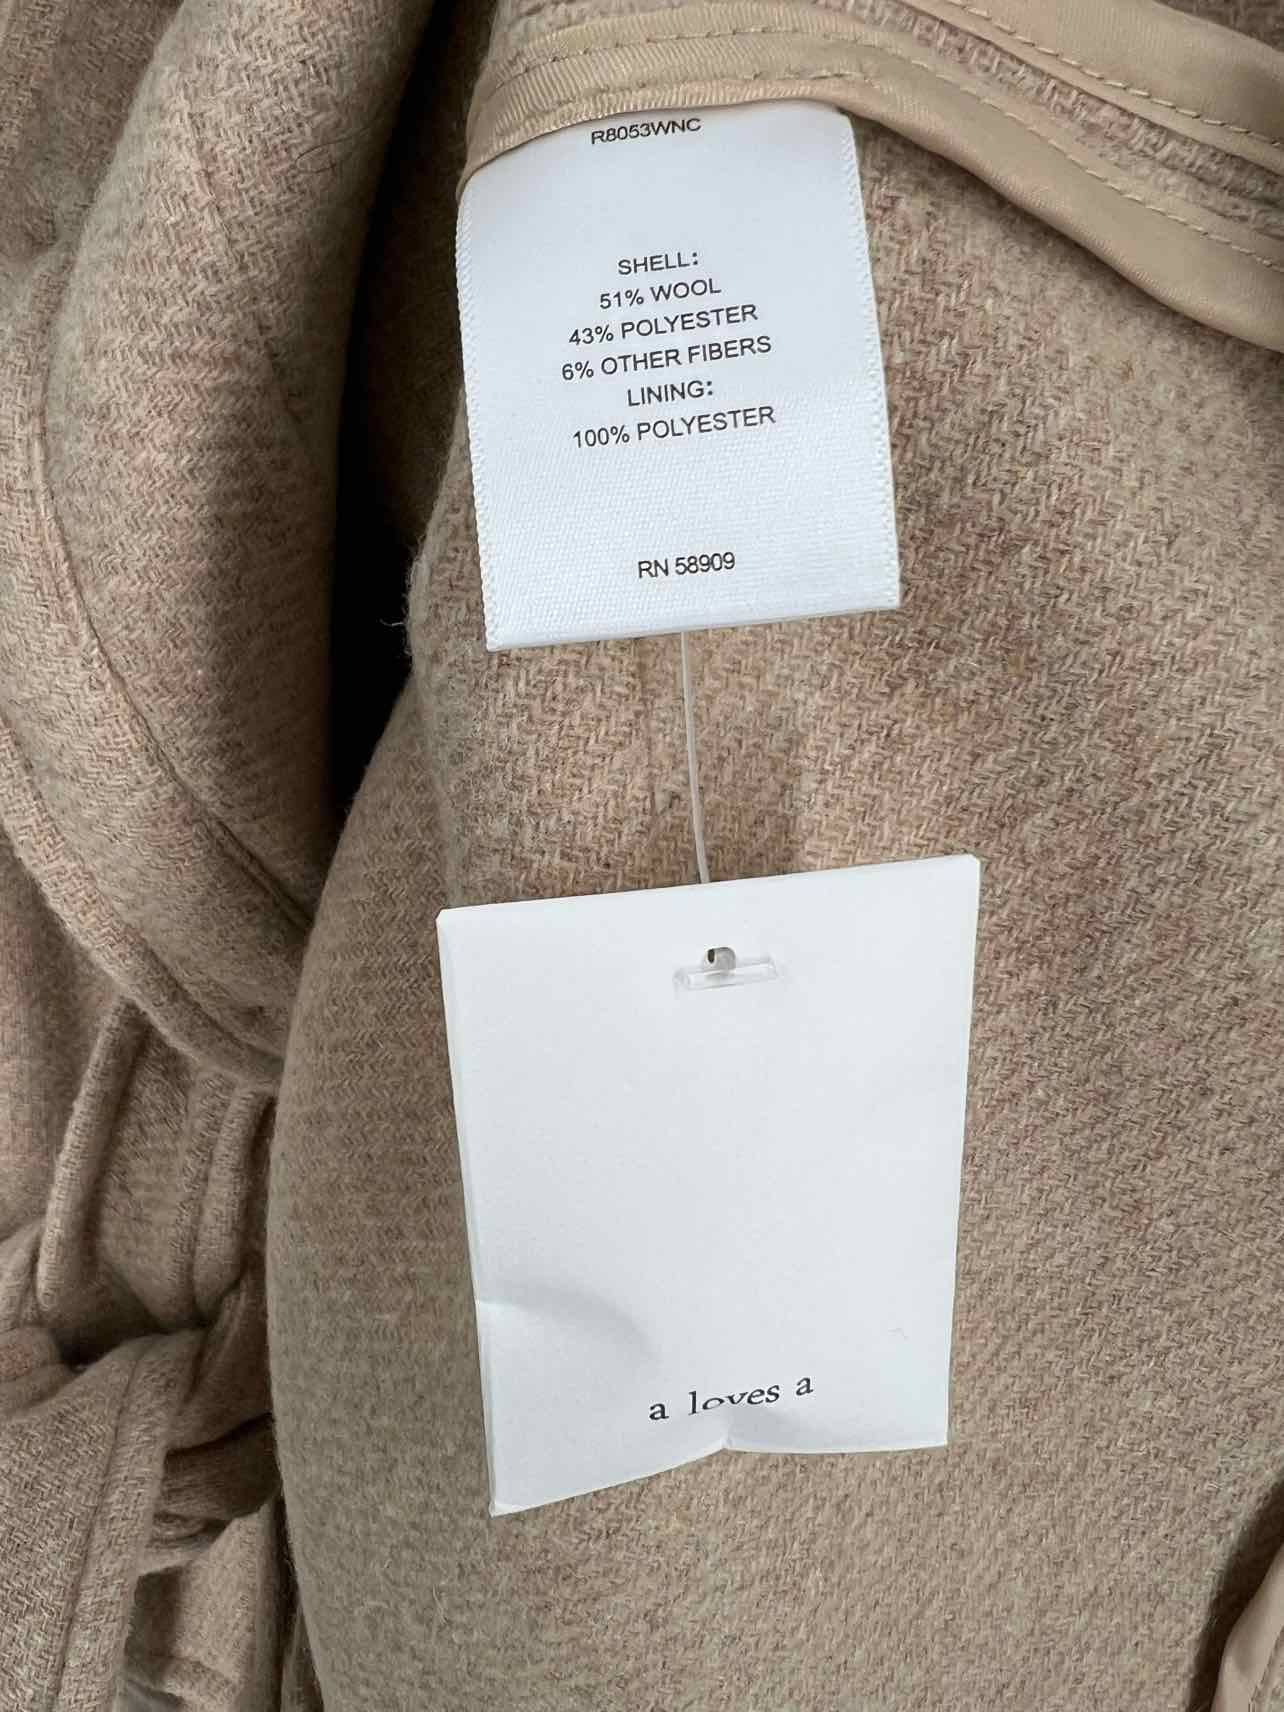 R8053WNC
SHELL:
51% WOOL
43% POLYESTER
6% OTHER FIBERS
LINING:
100% POLYESTER
RN 58909
a loves a